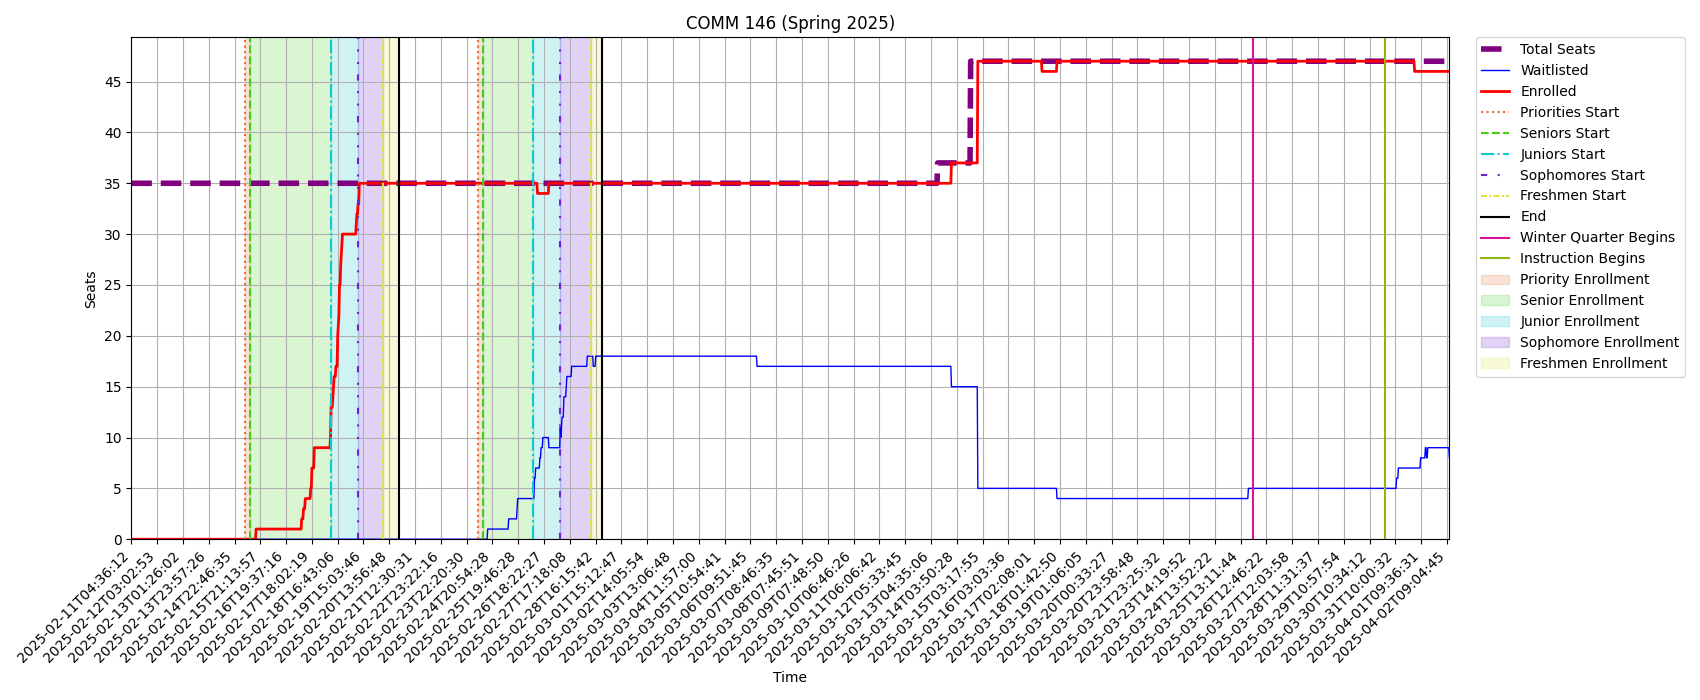 COMM 146 (Spring 2025)
Seats
45
40
35
30
25
20
15
10
5
0
2025-02-11T04:36:12
2025-02-12T03:02:53
2025-02-13T01:26:02
2025-02-13T23:57:26
2025-02-14T22:46:35
2025-02-15T21:13:57
2025-02-16T19:37:16
2025-02-17T18:02:19
2025-02-18T16:43:06
2025-02-19T15:03:46
2025-02-20T13:56:48
2025-02-21T12:30:31
2025-02-22T23:22:16
2025-02-23T22:20:30
2025-02-24T20:54:28
2025-02-25T19:46:28
2025-02-26T18:22:27
2025-02-27T17:18:09
2025-02-28T16:15:42
2025-03-01T15:12:47
2025-03-02T14:05:54
2025-03-03T13:06:48
2025-03-04T11:57:00
2025-03-05T10:54:41
2025-03-06T09:51:45
2025-03-07T08:46:35
2025-03-08T07:45:51
2025-03-09T07:48:50
2025-03-10T06:46:26
2025-03-11T06:06:42
2025-03-12T05:33:45
2025-03-13T04:35:06
2025-03-14T03:50:28
2025-03-15T03:17:55
2025-03-16T03:03:36
2025-03-17T02:08:01
2025-03-18T01:42:50
2025-03-19T01:06:05
2025-03-20T00:33:27
2025-03-20T23:58:48
2025-03-21T23:25:32
2025-03-23T14:19:52
2025-03-24T13:52:22
2025-03-25T13:11:44
2025-03-26T12:46:22
2025-03-27T12:03:58
2025-03-28T11:31:37
2025-03-29T10:57:54
2025-03-30T10:34:12
2025-03-31T10:00:32
2025-04-01T09:36:31
2025-04-02T09:04:45
Time
Total Seats
Waitlisted
Enrolled
Priorities Start
Seniors Start
Juniors Start
Sophomores Start
Freshmen Start
End
Winter Quarter Begins
Instruction Begins
Priority Enrollment
Senior Enrollment
Junior Enrollment
Sophomore Enrollment
Freshmen Enrollment